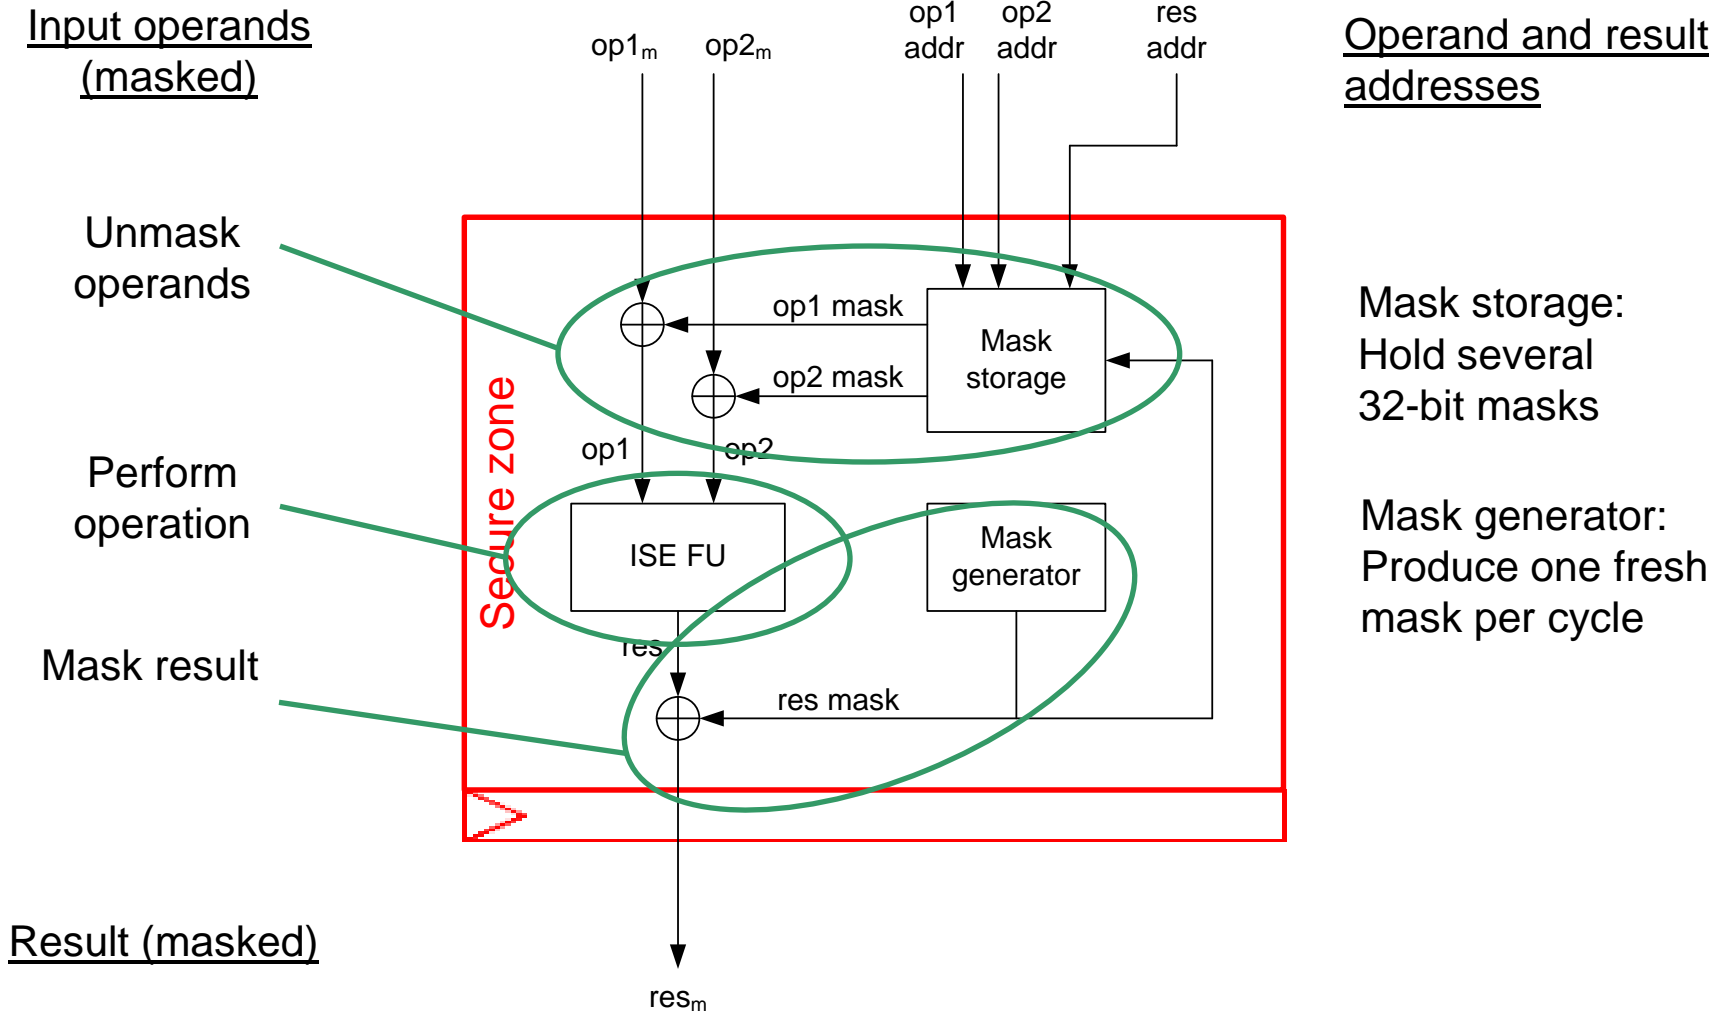 Input operands
(masked)
op1m
op2m
op1
addr
op2
addr
res
addr
Operand and result
addresses
Unmask
operands
op1 mask
op2 mask
Mask
storage
Mask storage:
Hold several
32-bit masks
Secure zone
op1
op2
Perform
operation
ISE FU
Mask
generator
Mask generator:
Produce one fresh
mask per cycle
res
Mask result
res mask
Result (masked)
resm